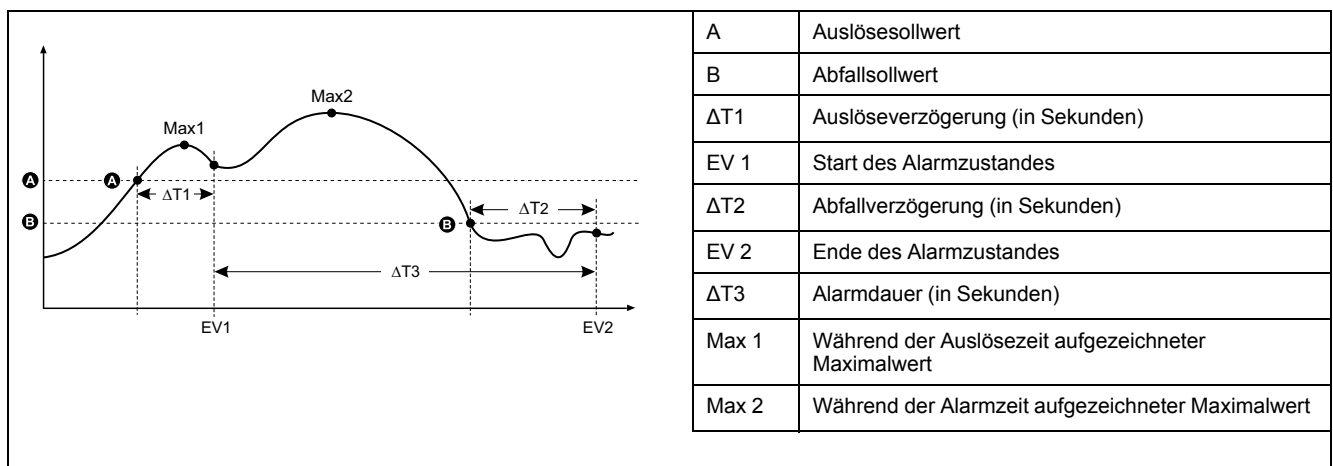 Max2
Max1
A
A
ΔT1
B
B
ΔT2
ΔT3
EV1
EV2
A Auslösesollwert
B Abfallsollwert
ΔT1 Auslöseverzögerung (in Sekunden)
EV 1 Start des Alarmzustandes
ΔT2 Abfallverzögerung (in Sekunden)
EV 2 Ende des Alarmzustandes
ΔT3 Alarmdauer (in Sekunden)
Max 1 Während der Auslösezeit aufgezeichneter
Maximalwert
Max 2 Während der Alarmzeit aufgezeichneter Maximalwert